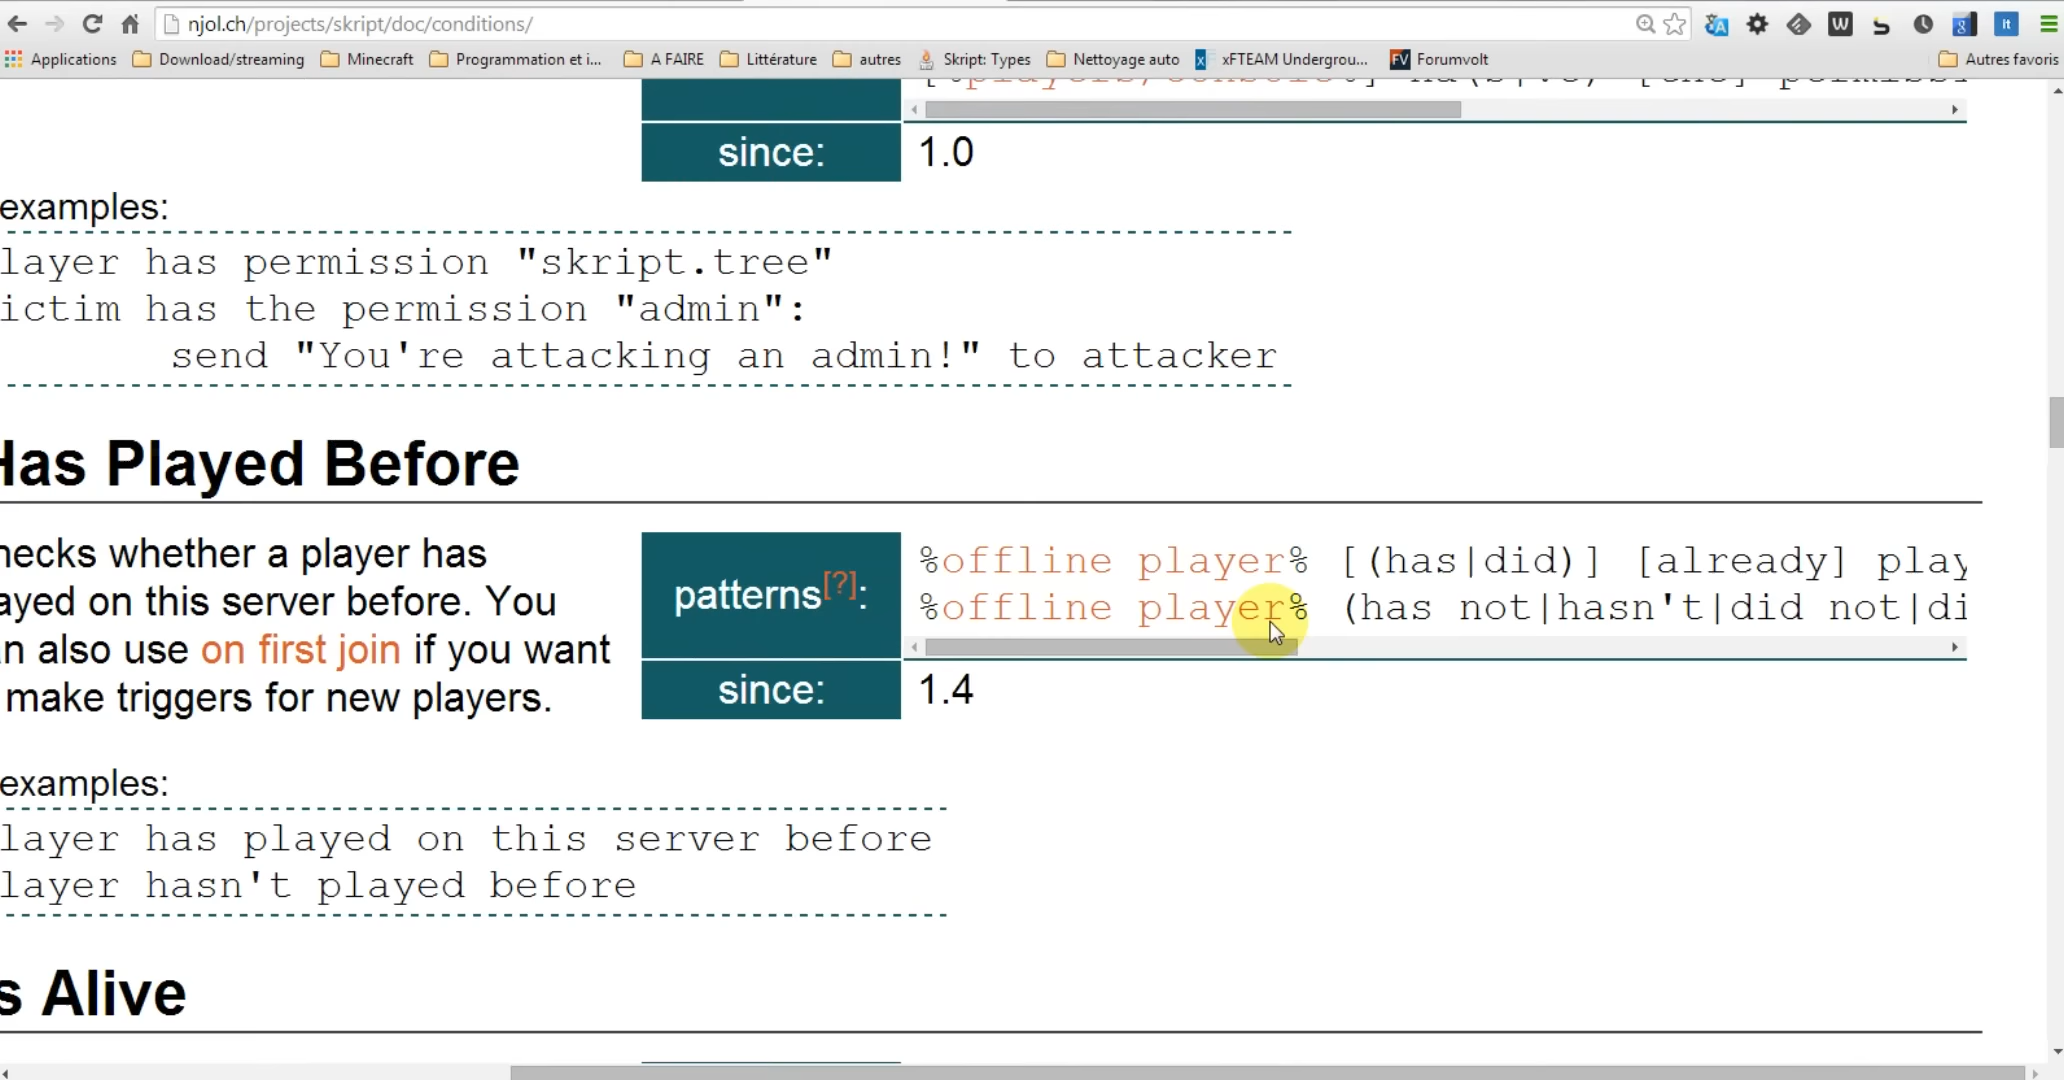 njol.ch/projects/skript/doc/conditions/
Applications Download/streaming Minecraft Programmation et i... A FAIRE Littérature autres Skript: Types Nettoyage auto xFTEAM Undergrou... FV Forumvolt Autres favoris
since: 1.0
examples:
layer has permission "skript.tree"
ictim has the permission "admin":
send "You're attacking an admin!" to attacker
Has Played Before
hecks whether a player has
ayed on this server before. You
an also use on first join if you want
make triggers for new players.
patterns[?]:
%offline player% [(has|did)] [already] play
%offline player% (has not|hasn't|did not|di
since: 1.4
examples:
layer has played on this server before
layer hasn't played before
s Alive